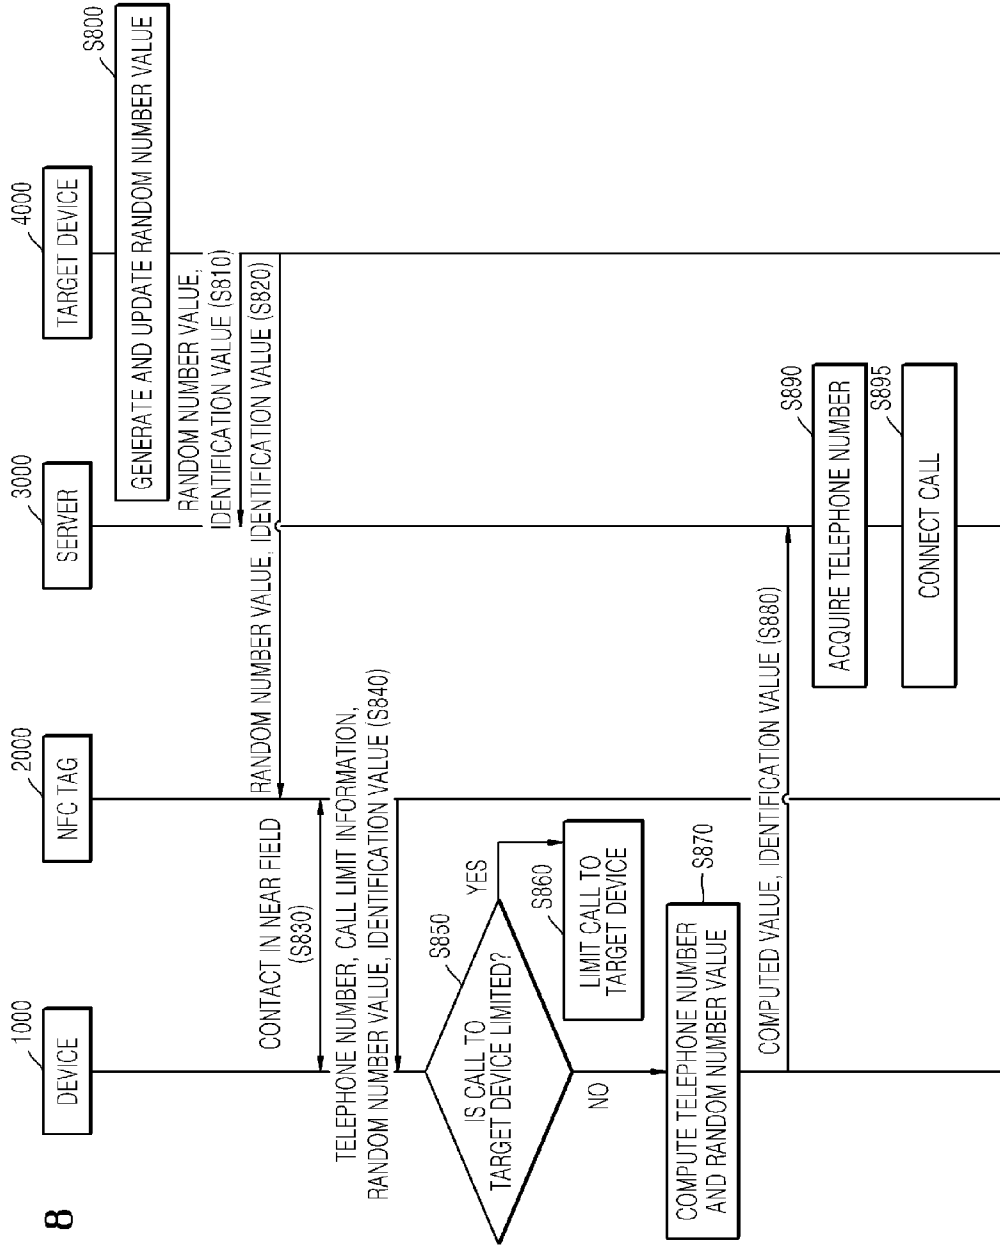 8
1000
DEVICE
2000
NFC TAG
3000
SERVER
4000
TARGET DEVICE
S800
GENERATE AND UPDATE RANDOM NUMBER VALUE
RANDOM NUMBER VALUE,
IDENTIFICATION VALUE (S810)
RANDOM NUMBER VALUE, IDENTIFICATION VALUE (S820)
CONTACT IN NEAR FIELD
(S830)
TELEPHONE NUMBER, CALL LIMIT INFORMATION,
RANDOM NUMBER VALUE, IDENTIFICATION VALUE (S840)
S850
IS CALL TO
TARGET DEVICE LIMITED?
YES
S860
LIMIT CALL TO
TARGET DEVICE
NO
S870
COMPUTE TELEPHONE NUMBER
AND RANDOM NUMBER VALUE
COMPUTED VALUE, IDENTIFICATION VALUE (S880)
S890
ACQUIRE TELEPHONE NUMBER
S895
CONNECT CALL